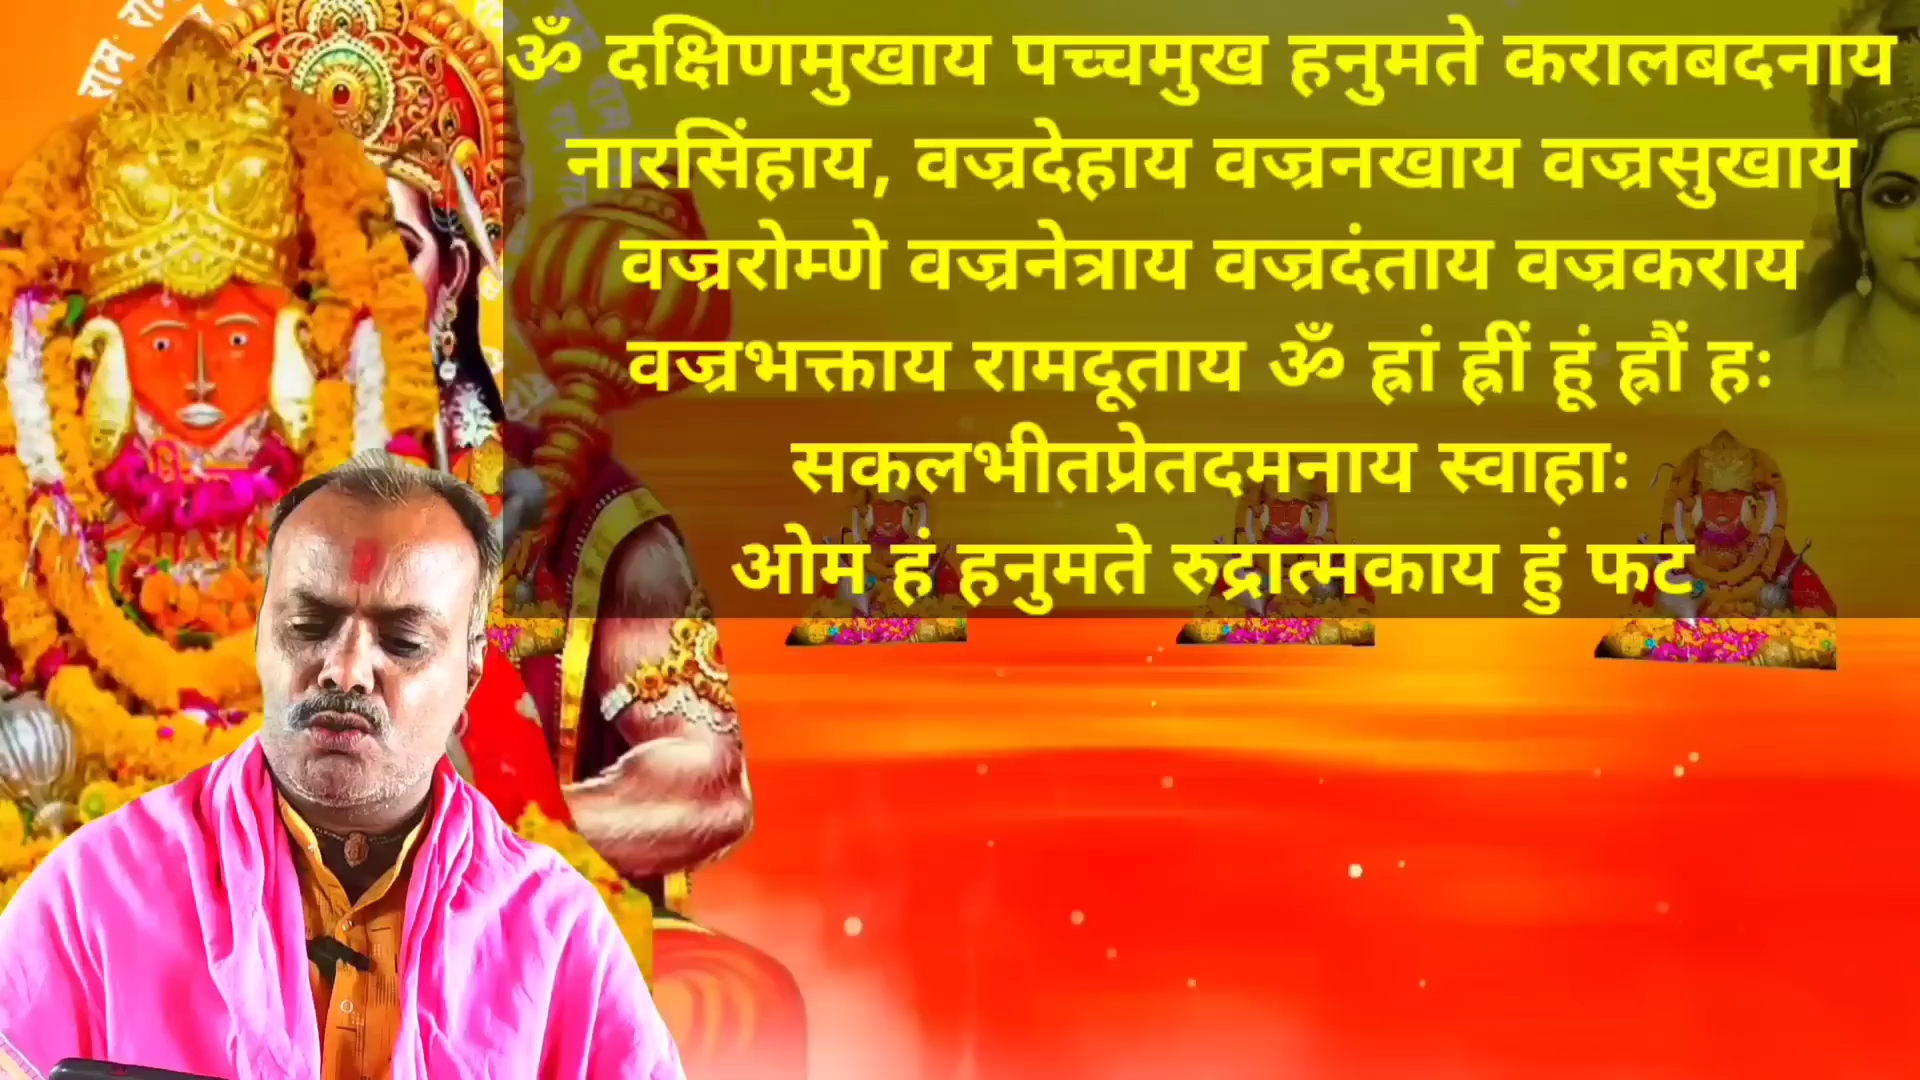 ॐ दक्षिणमुखाय पच्चमुख हनुमते करालबदनाय
नारसिंहाय, वज्रदेहाय वज्रनखाय वज्रसुखाय
वज्ररोम्णे वज्रनेत्राय वज्रदंताय वज्रकराय
वज्रभक्ताय रामदूताय ॐ ह्रां ह्रीं हूं ह्रौं हः
सकलभीतप्रेतदमनाय स्वाहाः
ओम हं हनुमते रुद्रात्मकाय हुं फट